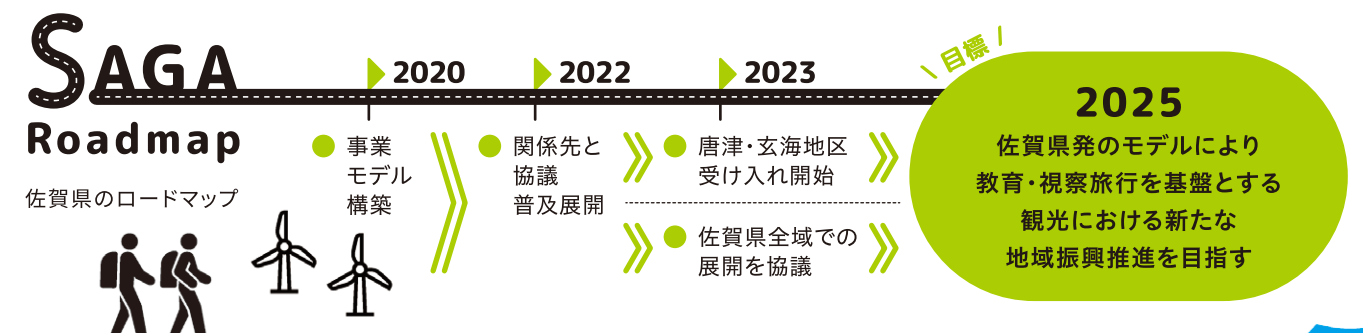 SAGA
Roadmap
佐賀県のロードマップ
2020
事業
モデル
構築
2022
関係先と
協議
普及展開
2023
唐津・玄海地区
受け入れ開始
佐賀県全域での
展開を協議
目標
2025
佐賀県発のモデルにより
教育・視察旅行を基盤とする
観光における新たな
地域振興推進を目指す